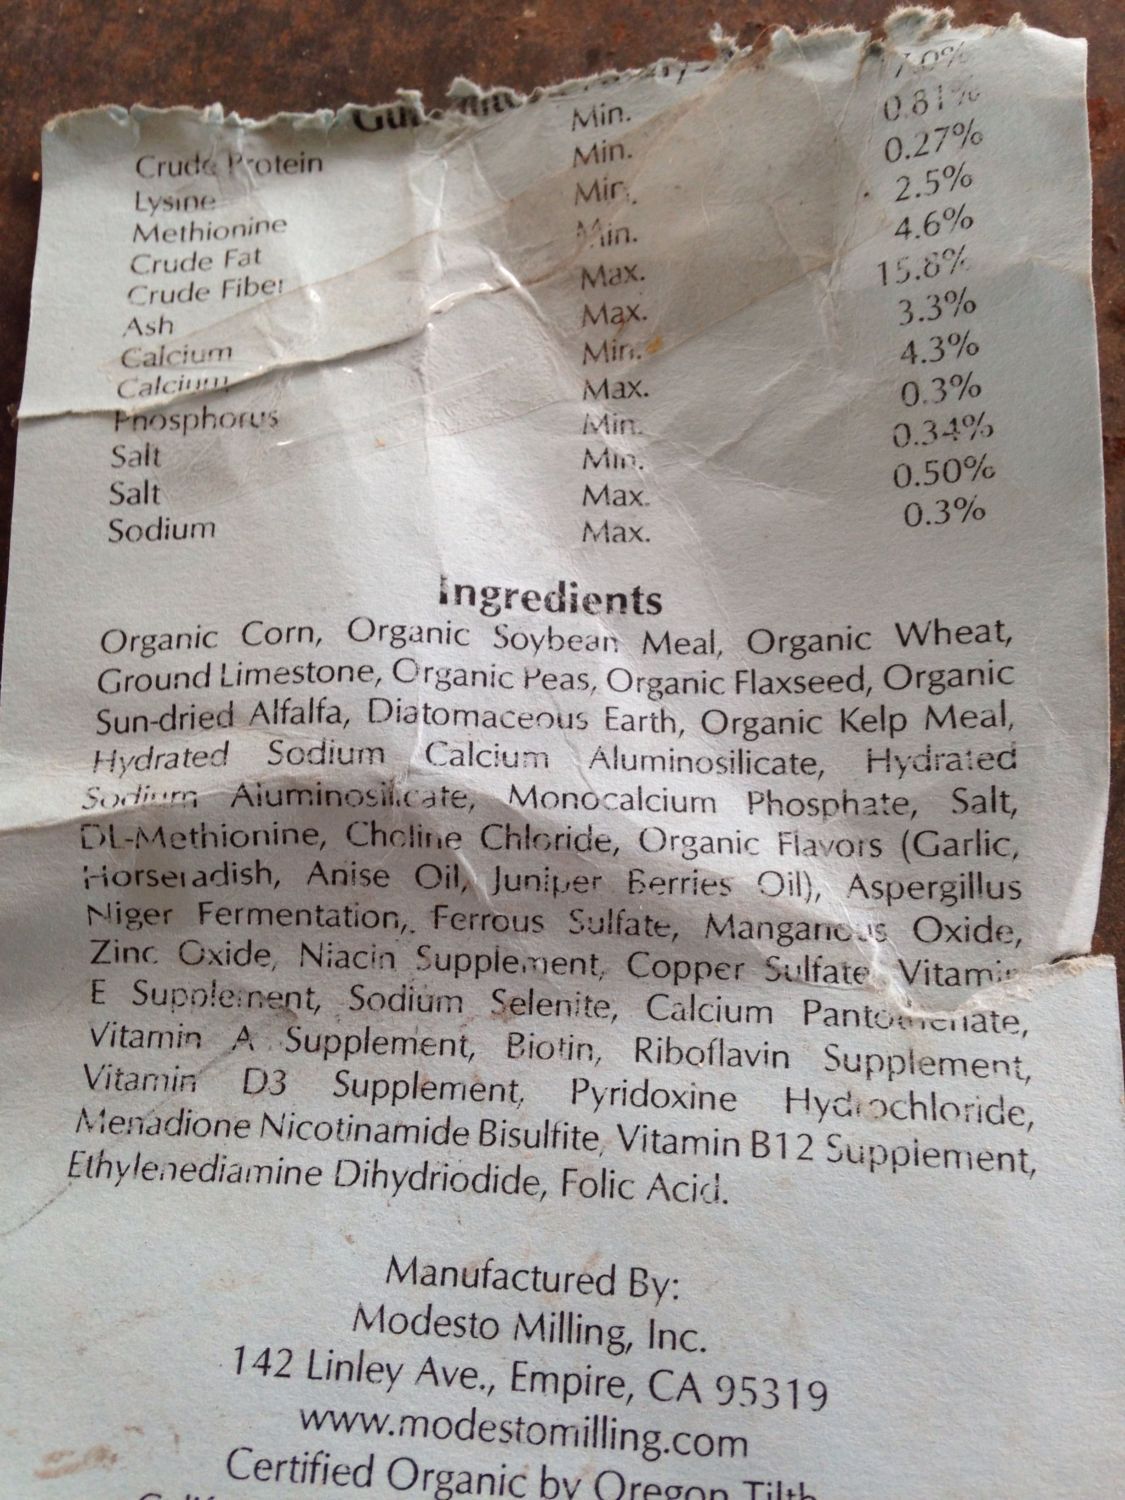 Crude Protein Min. 17.0%
Lysine Min. 0.81%
Methionine Min. 0.27%
Crude Fat Min. 2.5%
Crude Fiber Max. 4.6%
Ash Max. 15.8%
Calcium Min. 3.3%
Calcium Max. 4.3%
Phosphorus Min. 0.3%
Salt Min. 0.34%
Salt Max. 0.50%
Sodium Max. 0.3%
Ingredients
Organic Corn, Organic Soybean Meal, Organic Wheat,
Ground Limestone, Organic Peas, Organic Flaxseed, Organic
Sun-dried Alfalfa, Diatomaceous Earth, Organic Kelp Meal,
Hydrated Sodium Calcium Aluminosilicate, Hydrated
Sodium Aluminosilicate, Monocalcium Phosphate, Salt,
DL-Methionine, Choline Chloride, Organic Flavors (Garlic,
Horseradish, Anise Oil, Juniper Berries Oil), Aspergillus
Niger Fermentation, Ferrous Sulfate, Manganous Oxide,
Zinc Oxide, Niacin Supplement, Copper Sulfate, Vitamin
E Supplement, Sodium Selenite, Calcium Pantothenate,
Vitamin A Supplement, Biotin, Riboflavin Supplement,
Vitamin D3 Supplement, Pyridoxine Hydrochloride,
Menadione Nicotinamide Bisulfite, Vitamin B12 Supplement,
Ethylenediamine Dihydriodide, Folic Acid.
Manufactured By:
Modesto Milling, Inc.
142 Linley Ave., Empire, CA 95319
www.modestomilling.com
Certified Organic by Oregon Tilth